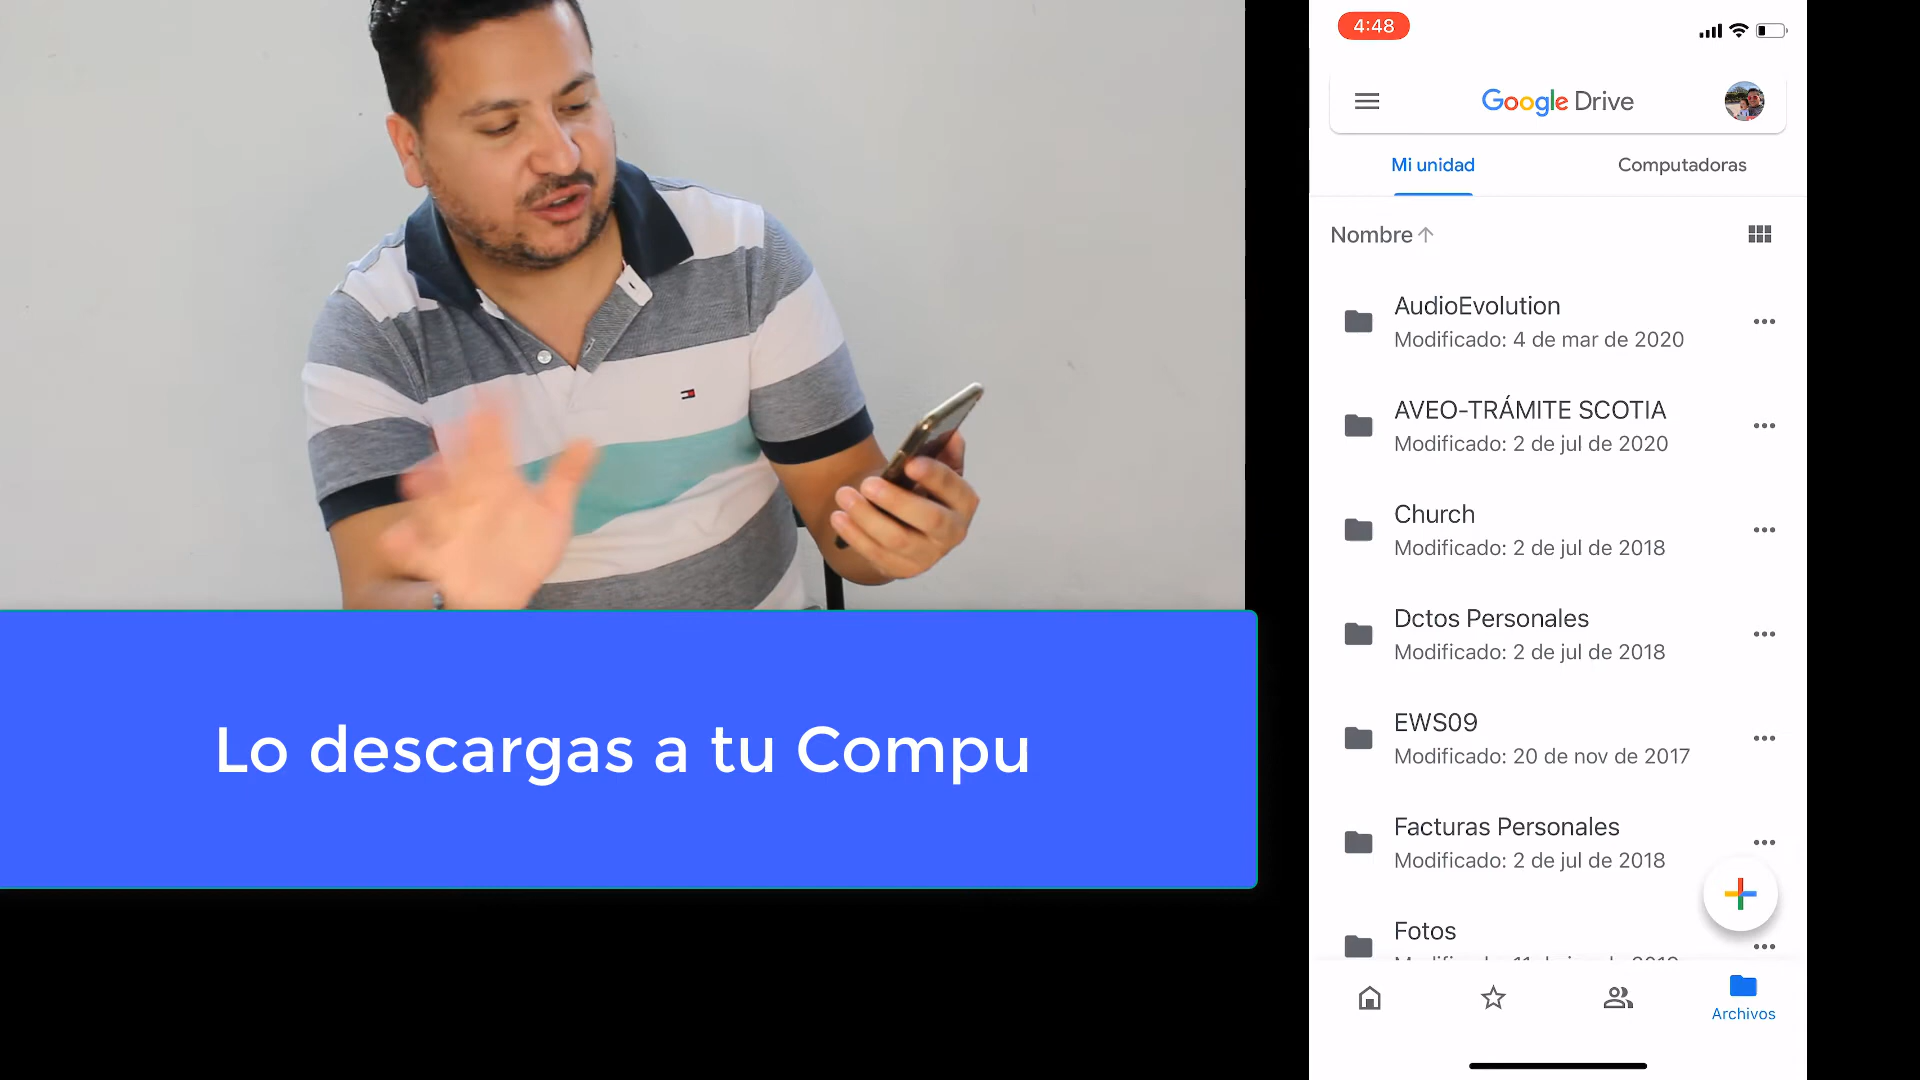 Lo descargas a tu Compu
4:48
Google Drive
Mi unidad
Computadoras
Nombre
AudioEvolution
Modificado: 4 de mar de 2020
AVEO-TRÁMITE SCOTIA
Modificado: 2 de jul de 2020
Church
Modificado: 2 de jul de 2018
Dctos Personales
Modificado: 2 de jul de 2018
EWS09
Modificado: 20 de nov de 2017
Facturas Personales
Modificado: 2 de jul de 2018
Fotos
Archivos